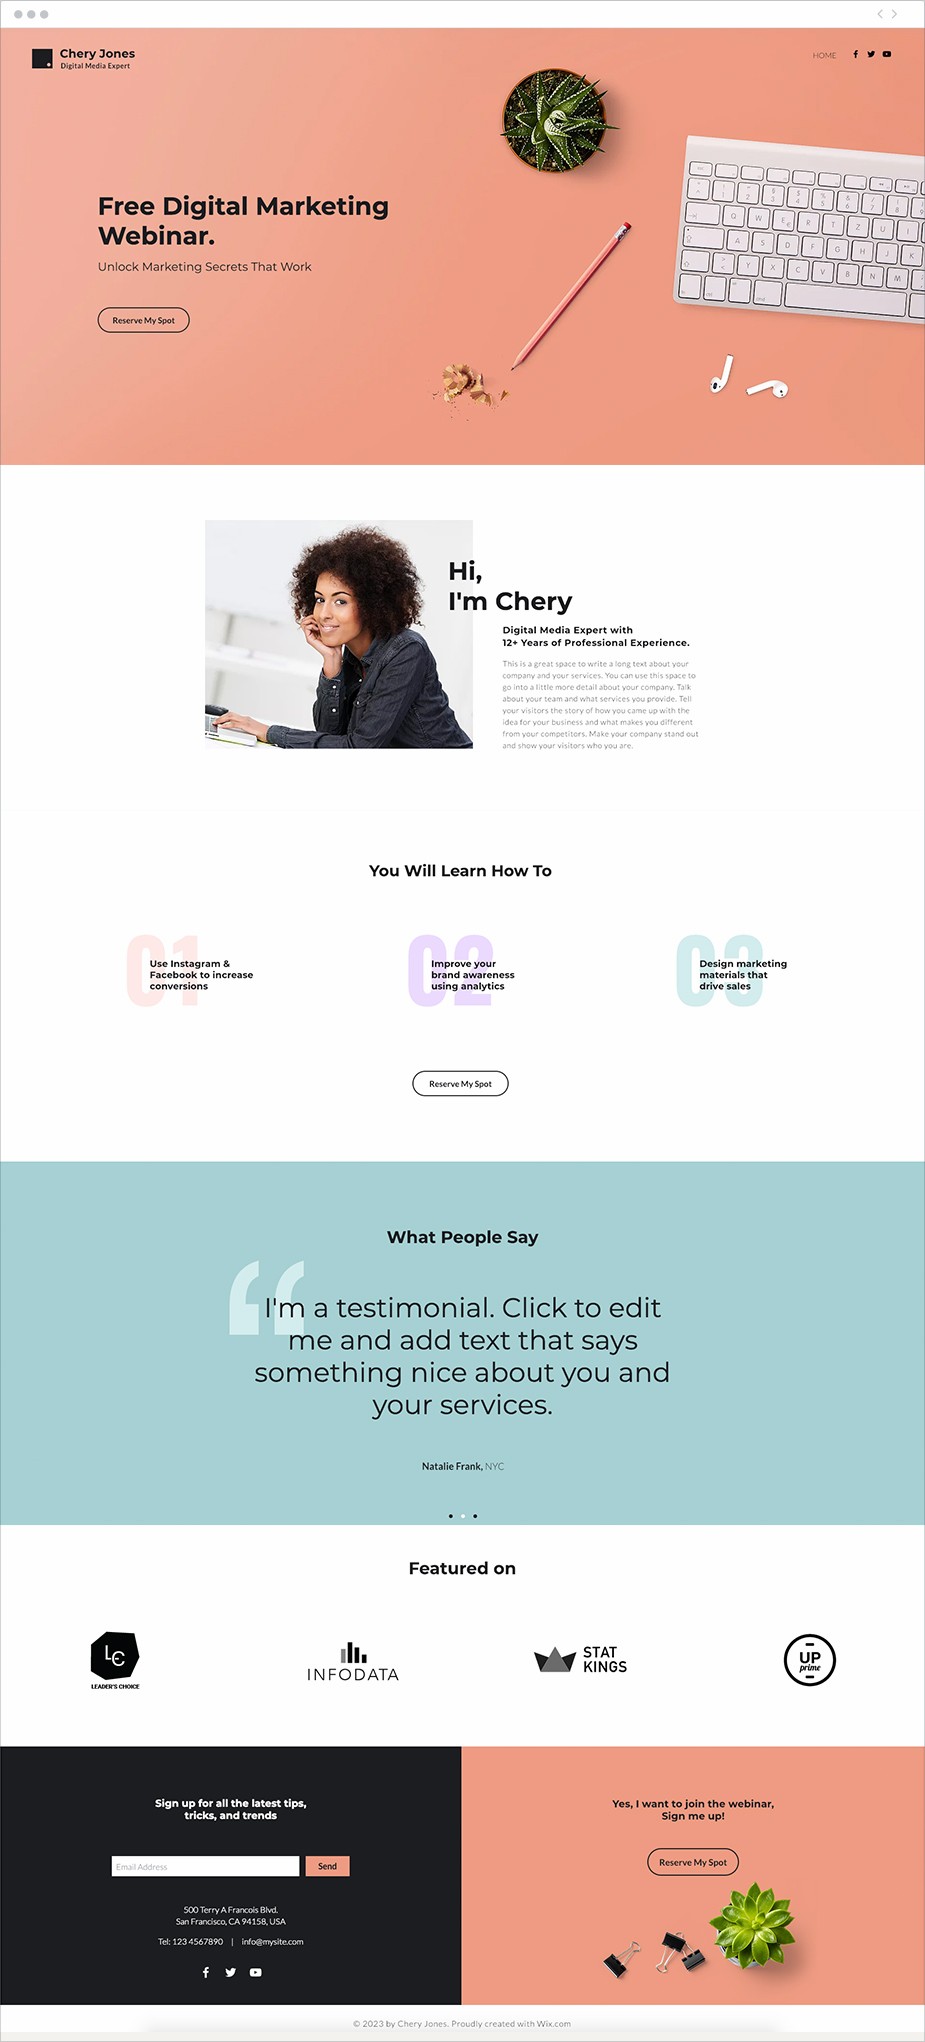 Chery Jones
Digital Media Expert
HOME
Free Digital Marketing
Webinar.
Unlock Marketing Secrets That Work
Reserve My Spot
Hi,
I'm Chery
Digital Media Expert with
12+ Years of Professional Experience.
This is a great space to write a long text about your
company and your services. You can use this space to
go into a little more detail about your company. Talk
about your team and what services you provide. Tell
your visitors the story of how you came up with the
idea for your business and what makes you different
from your competitors. Make your company stand out
and show your visitors who you are.
You Will Learn How To
01
Use Instagram &
Facebook to increase
conversions
02
Improve your
brand awareness
using analytics
03
Design marketing
materials that
drive sales
Reserve My Spot
What People Say
“
I'm a testimonial. Click to edit
me and add text that says
something nice about you and
your services.
Natalie Frank, NYC
Featured on
LC
LEADER'S CHOICE
INFODATA
STAT
KINGS
UP
prime
Sign up for all the latest tips,
tricks, and trends
Email Address
Send
500 Terry A Francois Blvd.
San Francisco, CA 94158, USA
Tel: 123 4567890 | info@mysite.com
Yes, I want to join the webinar,
Sign me up!
Reserve My Spot
© 2023 by Chery Jones. Proudly created with Wix.com